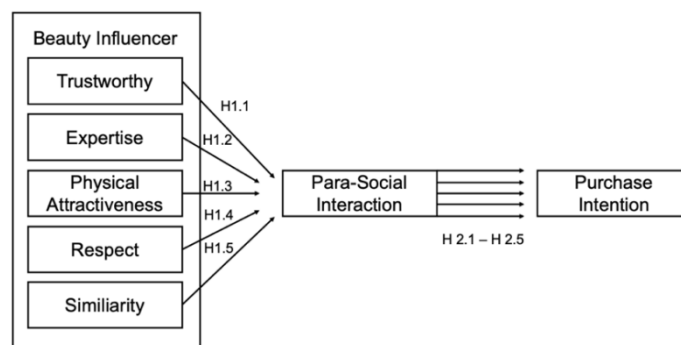 Beauty Influencer
Trustworthy
H1.1
Expertise
H1.2
Physical
Attractiveness
H1.3
Para-Social
Interaction
Purchase
Intention
H1.4
Respect
H 2.1 – H 2.5
H1.5
Similiarity